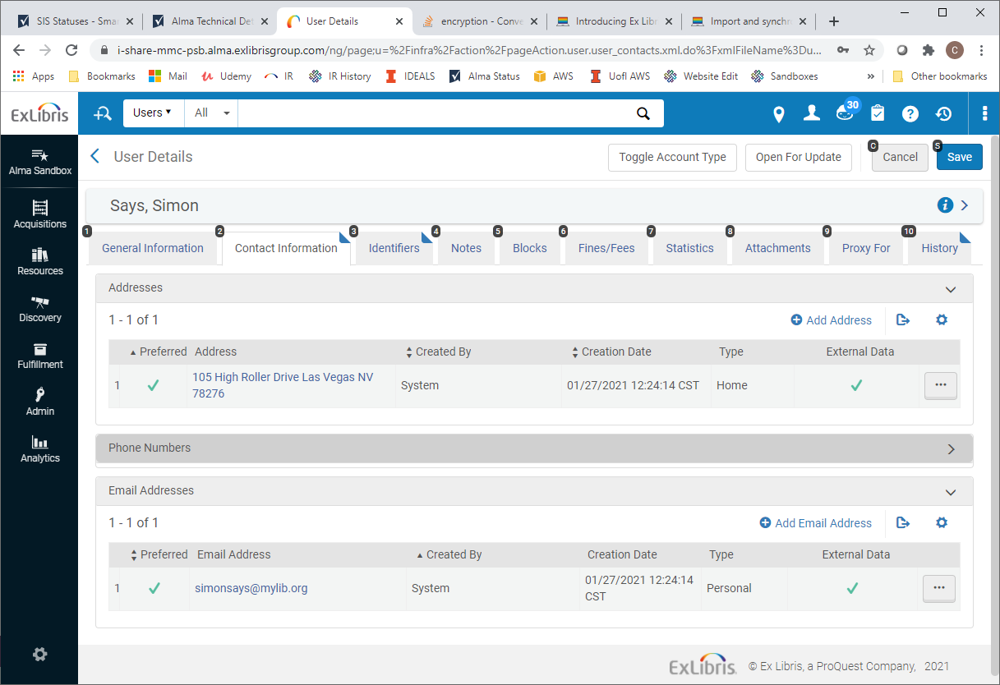 SIS Statuses - Sma
Alma Technical Det
User Details
encryption - Conve
Introducing Ex Libr
Import and synchro
i-share-mmc-psb.alma.exlibrisgroup.com/ng/page;u=%2Finfra%2Faction%2FpageAction.user.user_contacts.xml.do%3FxmlFileName%3Du...
C
Apps
Bookmarks
Mail
Udemy
IR
IR History
IDEALS
Alma Status
AWS
UofI AWS
Website Edit
Sandboxes
»
Other bookmarks
ExLibris
Users
All
30
Alma Sandbox
Acquisitions
Resources
Discovery
Fulfillment
Admin
Analytics
User Details
Toggle Account Type
Open For Update
C
Cancel
S
Save
Says, Simon
1 General Information
2 Contact Information
3 Identifiers
4 Notes
5 Blocks
6 Fines/Fees
7 Statistics
8 Attachments
9 Proxy For
10 History
Addresses
1 - 1 of 1
Add Address
Preferred Address Created By Creation Date Type External Data
1 105 High Roller Drive Las Vegas NV 78276 System 01/27/2021 12:24:14 CST Home
Phone Numbers
Email Addresses
1 - 1 of 1
Add Email Address
Preferred Email Address Created By Creation Date Type External Data
1 simonsays@mylib.org System 01/27/2021 12:24:14 CST Personal
ExLibris
© Ex Libris, a ProQuest Company, 2021